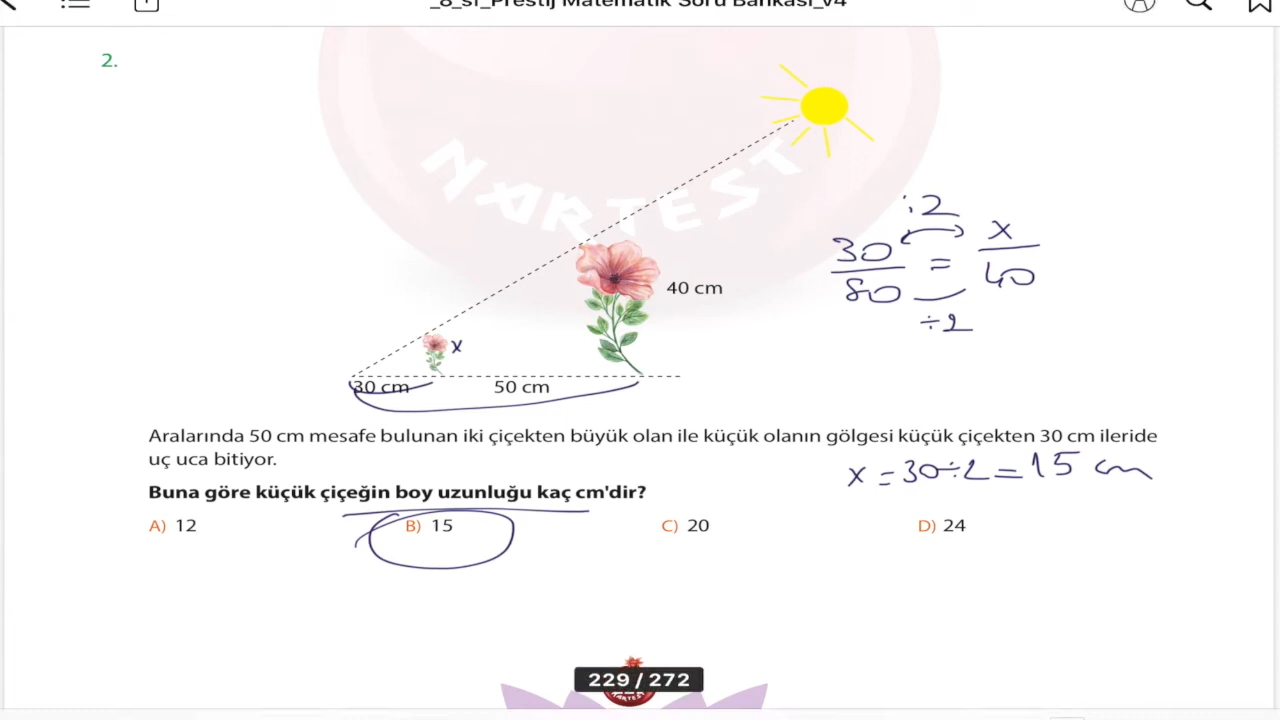 _8_sf_Prestij Matematik Soru Bankası_v4
2.
NARTEST
÷2
30/80 = x/40
÷2
40 cm
x
30 cm 50 cm
Aralarında 50 cm mesafe bulunan iki çiçekten büyük olan ile küçük olanın gölgesi küçük çiçekten 30 cm ileride
uç uca bitiyor.
x = 30÷2 = 15 cm
Buna göre küçük çiçeğin boy uzunluğu kaç cm'dir?
A) 12 B) 15 C) 20 D) 24
229 / 272
NARTEST